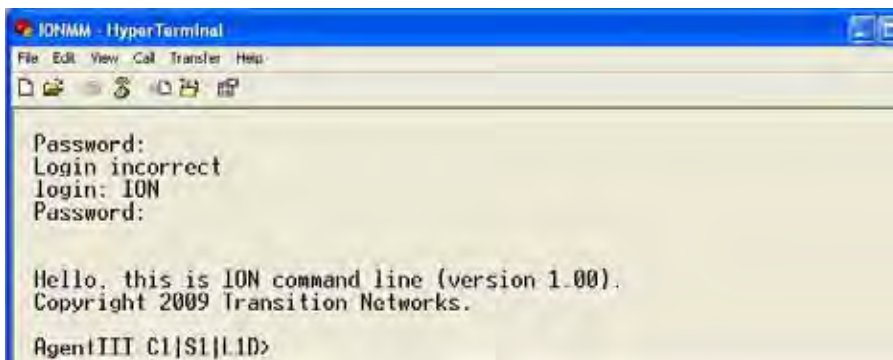 IONMM - HyperTerminal
File Edit View Call Transfer Help
Password:
Login incorrect
login: ION
Password:
Hello, this is ION command line (version 1.00).
Copyright 2009 Transition Networks.
AgentIII C1|S1|L1D>